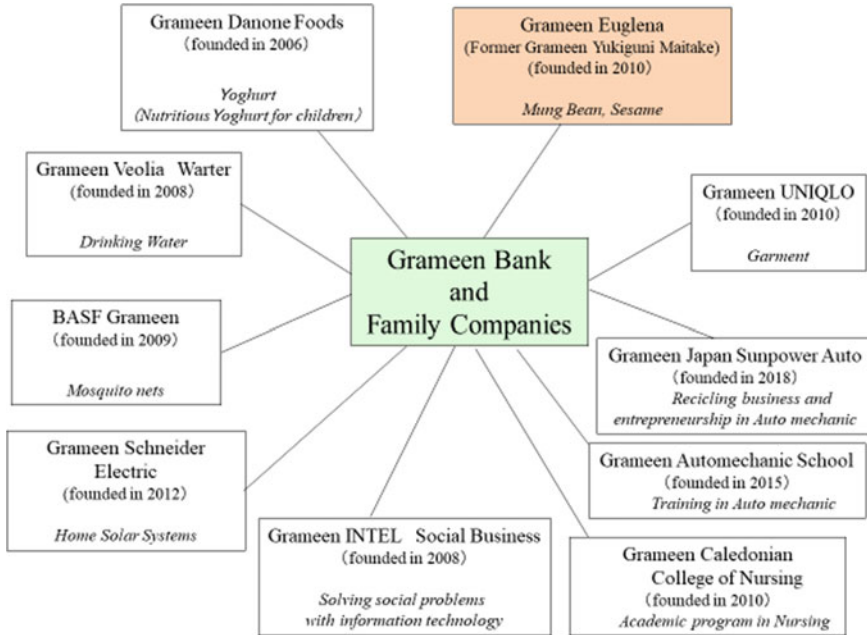 Grameen Danone Foods
(founded in 2006)
Yoghurt
(Nutritious Yoghurt for children)
Grameen Euglena
(Former Grameen Yukiguni Maitake)
(founded in 2010)
Mung Bean, Sesame
Grameen Veolia Warter
(founded in 2008)
Drinking Water
Grameen UNIQLO
(founded in 2010)
Garment
Grameen Bank
and
Family Companies
BASF Grameen
(founded in 2009)
Mosquito nets
Grameen Japan Sunpower Auto
(founded in 2018)
Recicling business and
entrepreneurship in Auto mechanic
Grameen Schneider
Electric
(founded in 2012)
Home Solar Systems
Grameen Automechanic School
(founded in 2015)
Training in Auto mechanic
Grameen INTEL Social Business
(founded in 2008)
Solving social problems
with information technology
Grameen Caledonian
College of Nursing
(founded in 2010)
Academic program in Nursing